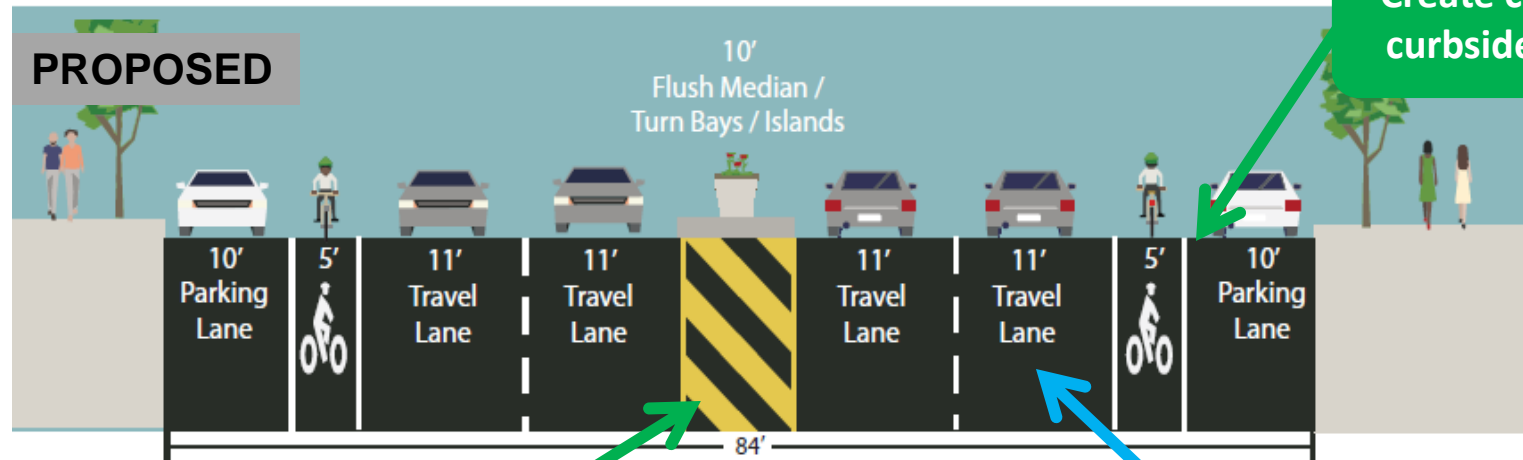 Create
curbside
PROPOSED
10′
Flush Median /
Turn Bays / Islands
10′
Parking
Lane
5′
11′
Travel
Lane
11′
Travel
Lane
11′
Travel
Lane
11′
Travel
Lane
5′
10′
Parking
Lane
84′